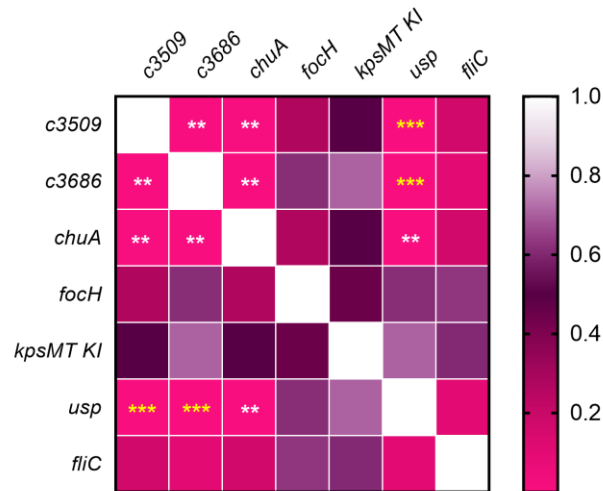 c3509 c3686 chuA focH kpsMT KI usp fliC
c3509 ** ** ***
c3686 ** ** ***
chuA ** ** **
focH
kpsMT KI
usp *** *** **
fliC
1.0
0.8
0.6
0.4
0.2